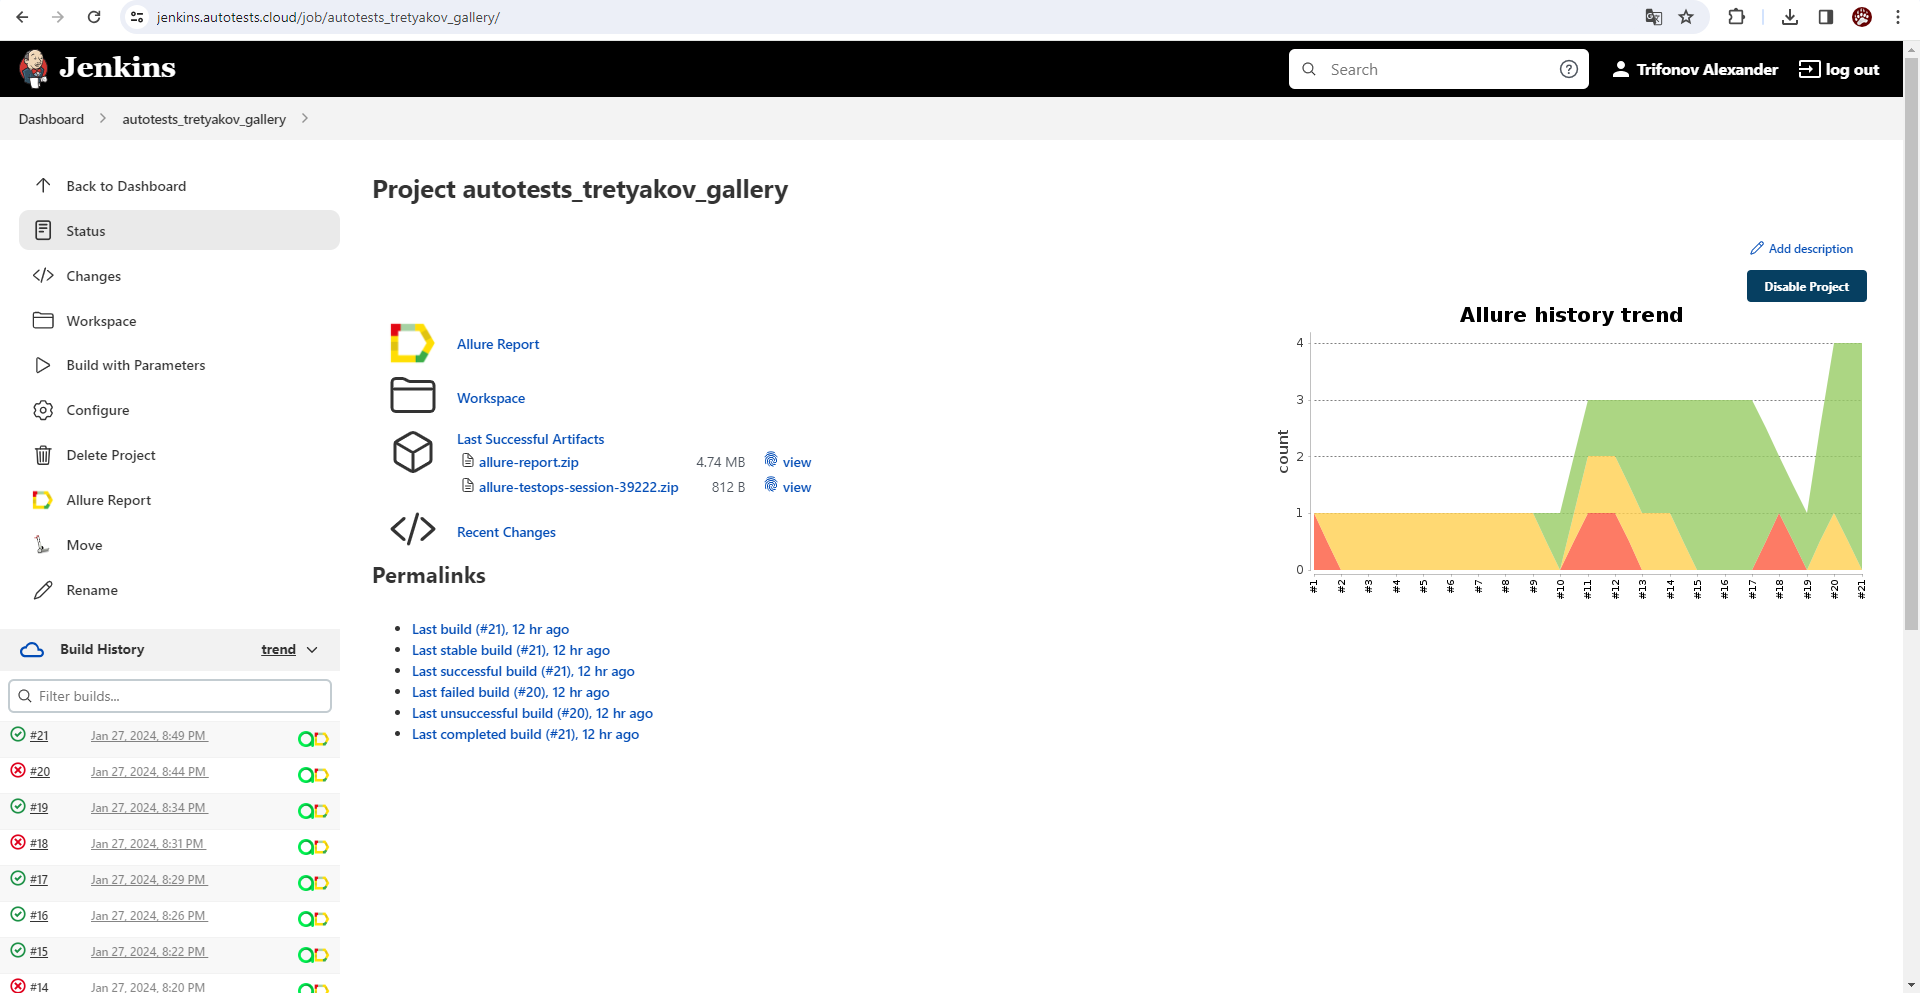 jenkins.autotests.cloud/job/autotests_tretyakov_gallery/
Jenkins
Search
Trifonov Alexander
log out
Dashboard
autotests_tretyakov_gallery
Back to Dashboard
Status
Changes
Workspace
Build with Parameters
Configure
Delete Project
Allure Report
Move
Rename
Build History
trend
Filter builds...
#21 Jan 27, 2024, 8:49 PM
#20 Jan 27, 2024, 8:44 PM
#19 Jan 27, 2024, 8:34 PM
#18 Jan 27, 2024, 8:31 PM
#17 Jan 27, 2024, 8:29 PM
#16 Jan 27, 2024, 8:26 PM
#15 Jan 27, 2024, 8:22 PM
#14 Jan 27, 2024, 8:20 PM
Project autotests_tretyakov_gallery
Add description
Disable Project
Allure Report
Workspace
Last Successful Artifacts
allure-report.zip 4.74 MB view
allure-testops-session-39222.zip 812 B view
Recent Changes
Permalinks
Last build (#21), 12 hr ago
Last stable build (#21), 12 hr ago
Last successful build (#21), 12 hr ago
Last failed build (#20), 12 hr ago
Last unsuccessful build (#20), 12 hr ago
Last completed build (#21), 12 hr ago
Allure history trend
count
4
3
2
1
0
#1 #2 #3 #4 #5 #6 #7 #8 #9 #10 #11 #12 #13 #14 #15 #16 #17 #18 #19 #20 #21